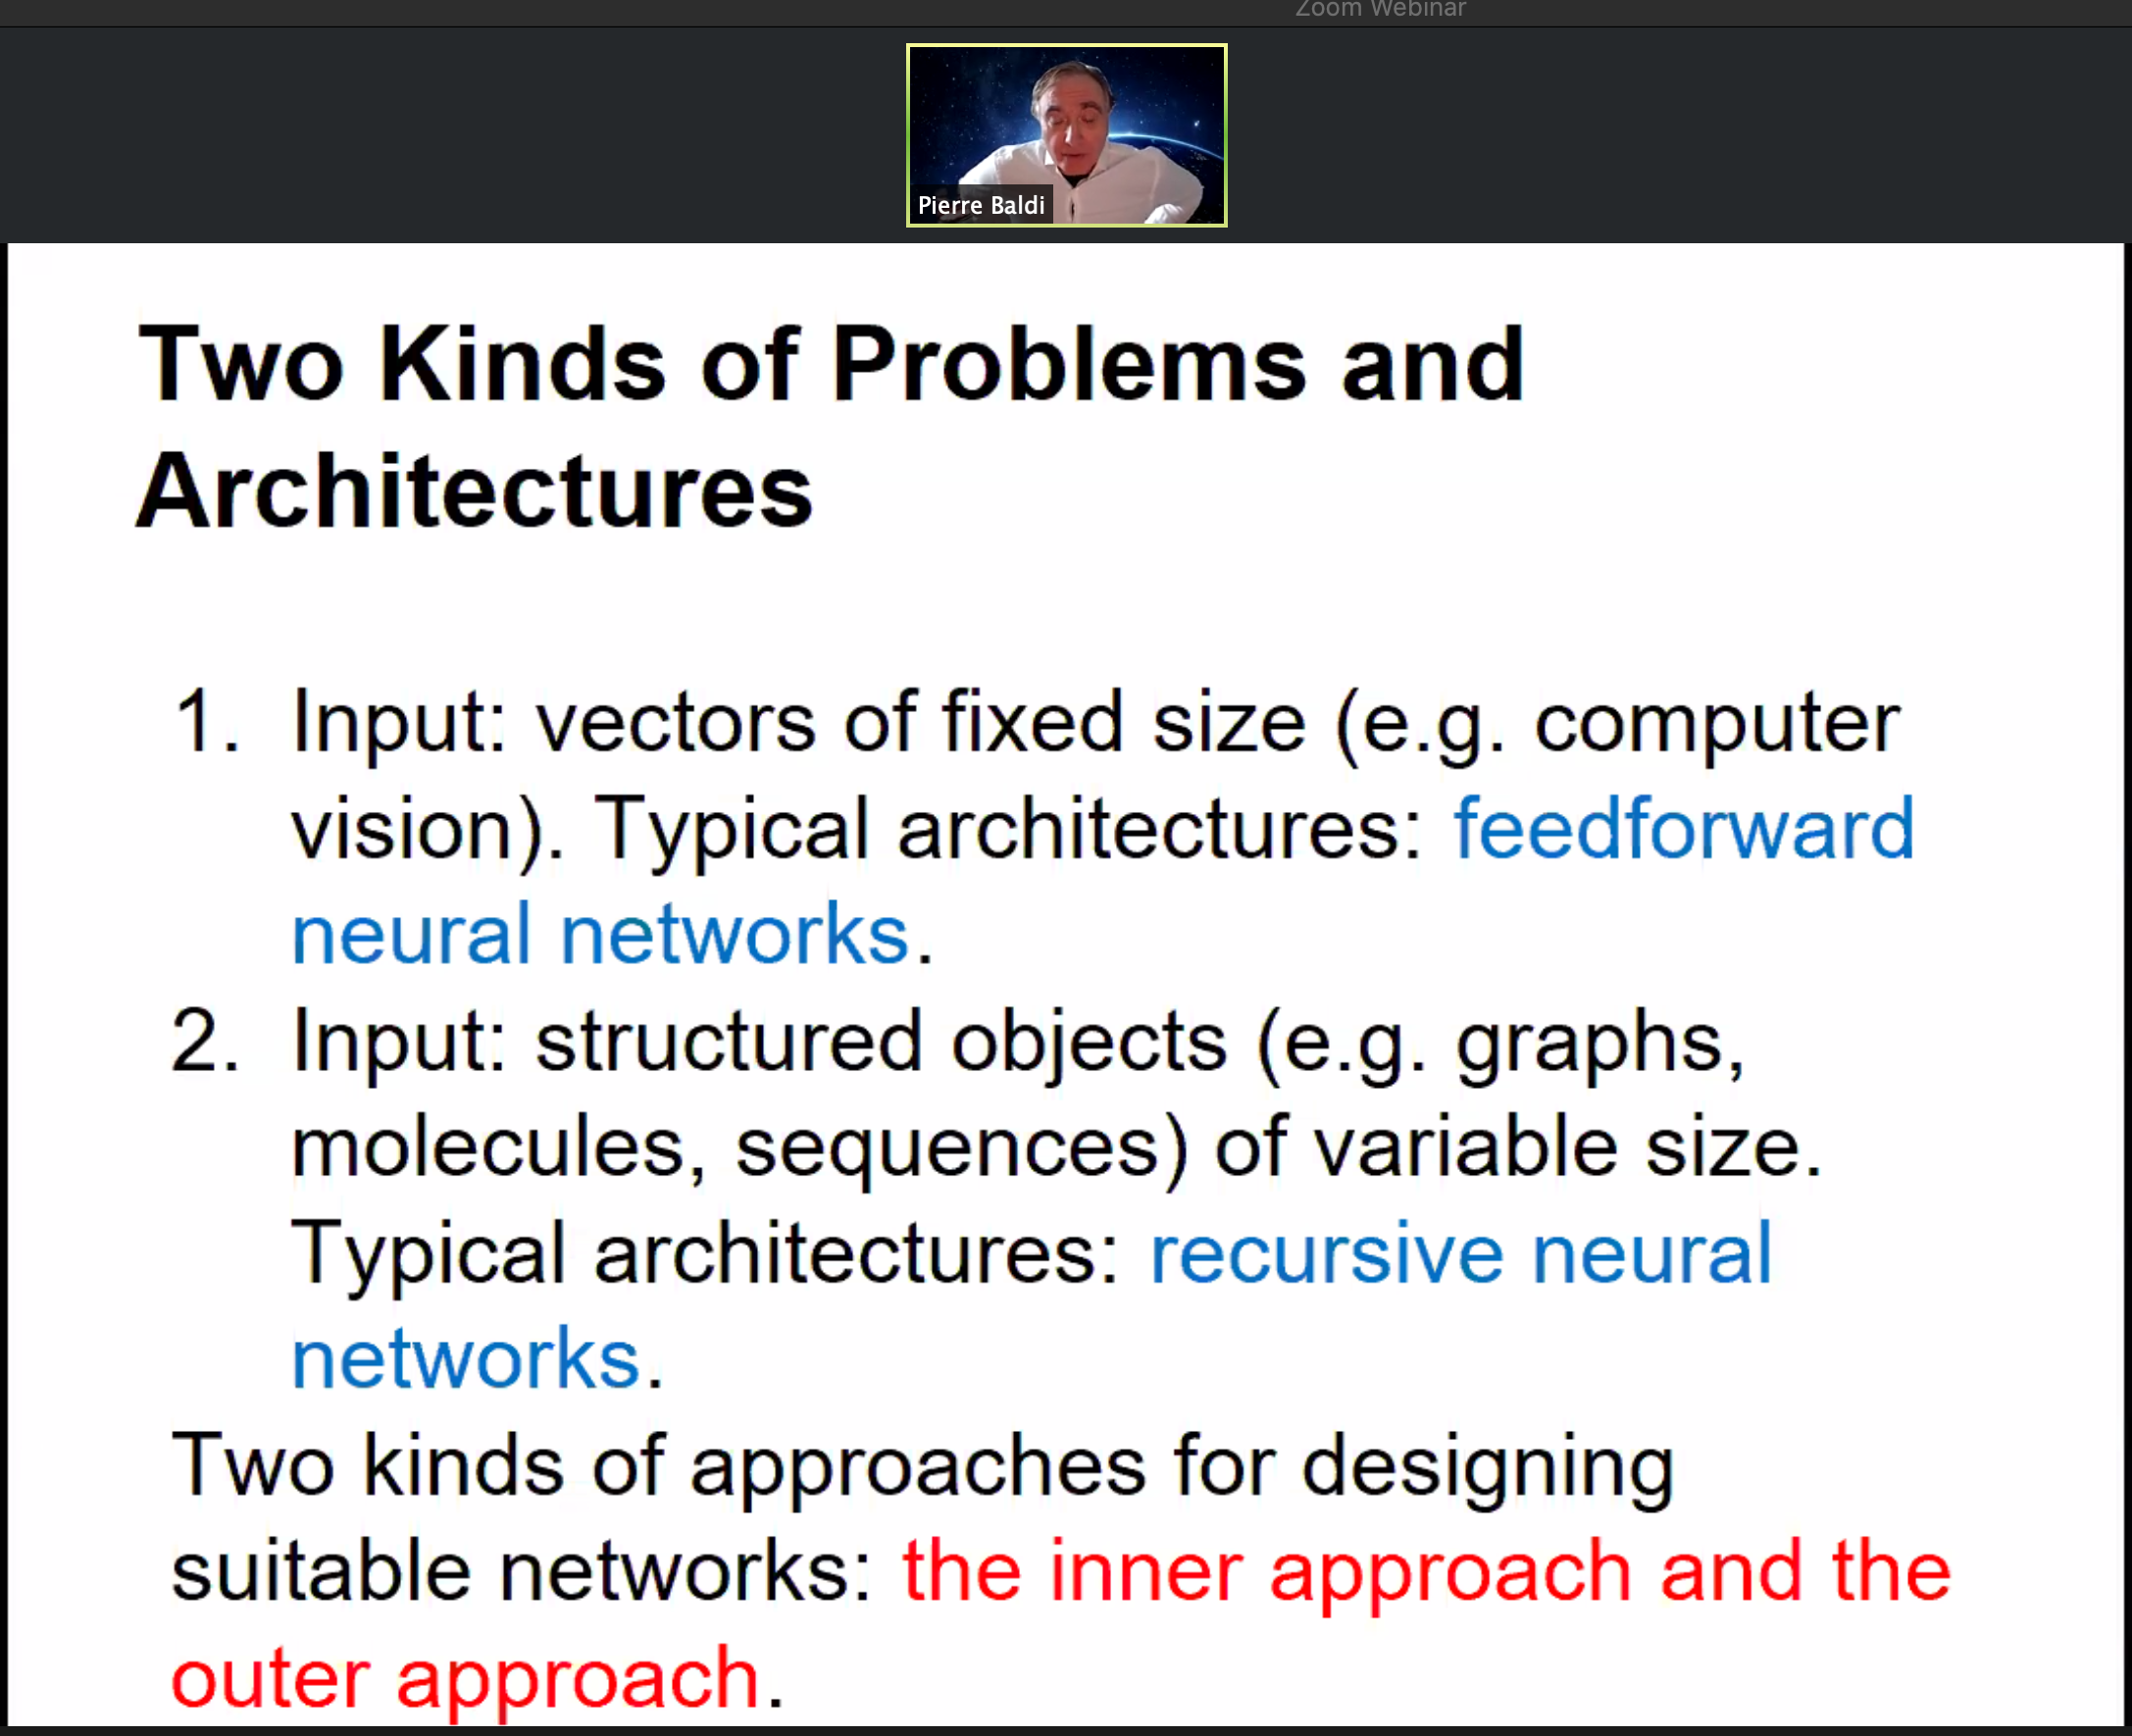 Zoom Webinar
Pierre Baldi
Two Kinds of Problems and
Architectures
1. Input: vectors of fixed size (e.g. computer
vision). Typical architectures: feedforward
neural networks.
2. Input: structured objects (e.g. graphs,
molecules, sequences) of variable size.
Typical architectures: recursive neural
networks.
Two kinds of approaches for designing
suitable networks: the inner approach and the
outer approach.